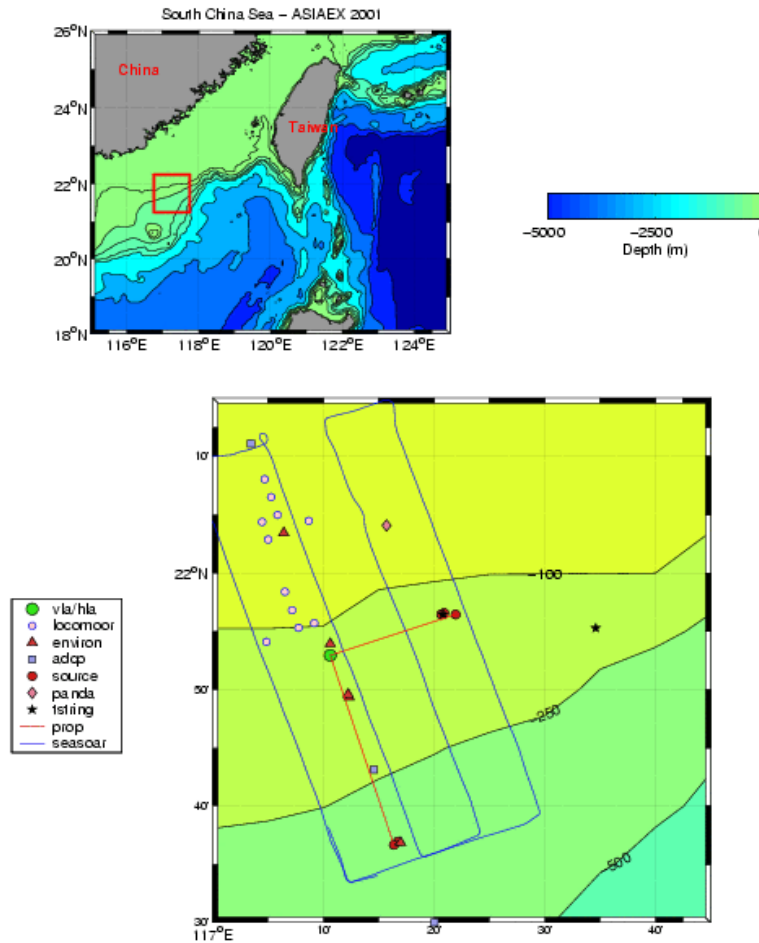 South China Sea – ASIAEX 2001
26°N
24°N
22°N
20°N
18°N
116°E
118°E
120°E
122°E
124°E
China
Taiwan
−5000
−2500
0
Depth (m)
10'
22°N
50'
40'
30'
117°E
10'
20'
30'
40'
−100
−250
−500
vla/hla
locomoor
environ
adcp
source
panda
tstring
prop
seasoar